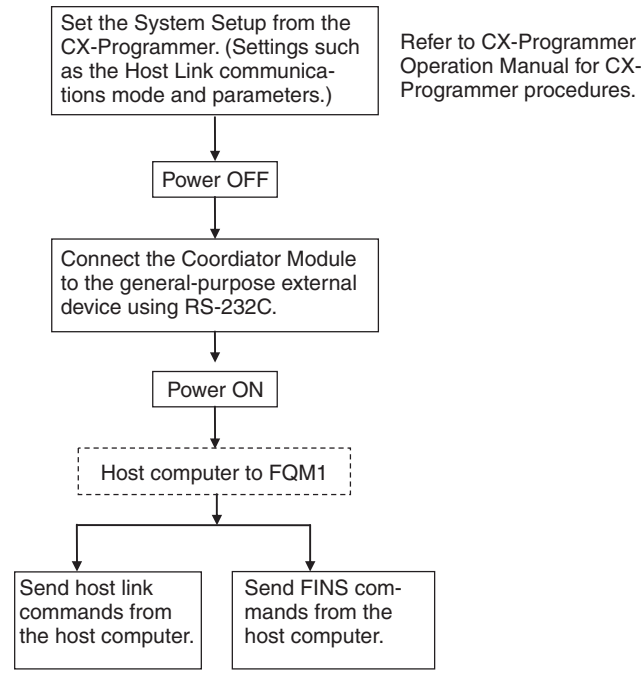 Set the System Setup from the
CX-Programmer. (Settings such
as the Host Link communica-
tions mode and parameters.)
Refer to CX-Programmer
Operation Manual for CX-
Programmer procedures.
Power OFF
Connect the Coordiator Module
to the general-purpose external
device using RS-232C.
Power ON
Host computer to FQM1
Send host link
commands from
the host computer.
Send FINS com-
mands from the
host computer.